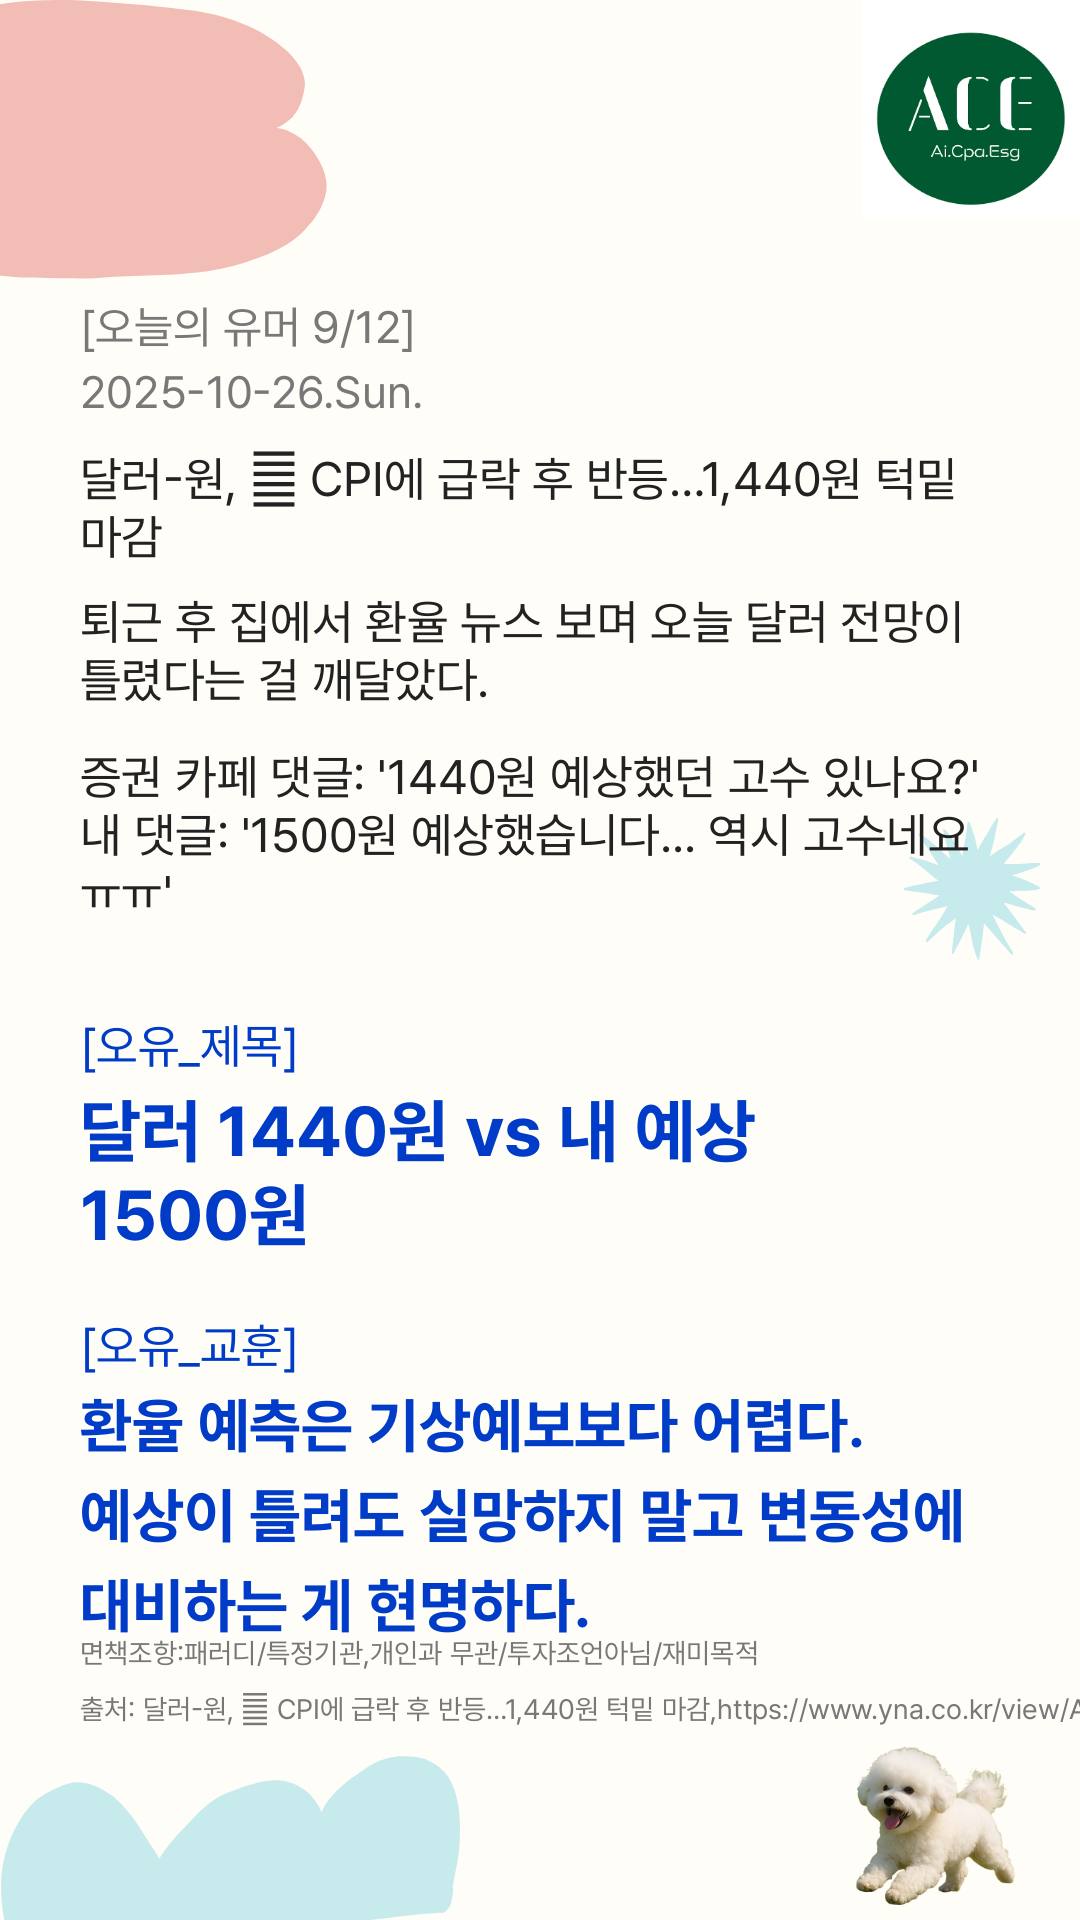 ACE
Ai.Cpa.Esg
[오늘의 유머 9/12]
2025-10-26.Sun.
달러-원, CPI에 급락 후 반등...1,440원 턱밑
마감
퇴근 후 집에서 환율 뉴스 보며 오늘 달러 전망이
틀렸다는 걸 깨달았다.
증권 카페 댓글: '1440원 예상했던 고수 있나요?'
내 댓글: '1500원 예상했습니다... 역시 고수네요
ㅠㅠ'
[오유_제목]
달러 1440원 vs 내 예상
1500원
[오유_교훈]
환율 예측은 기상예보보다 어렵다.
예상이 틀려도 실망하지 말고 변동성에
대비하는 게 현명하다.
면책조항:패러디/특정기관,개인과 무관/투자조언아님/재미목적
출처: 달러-원, CPI에 급락 후 반등...1,440원 턱밑 마감,https://www.yna.co.kr/view/A